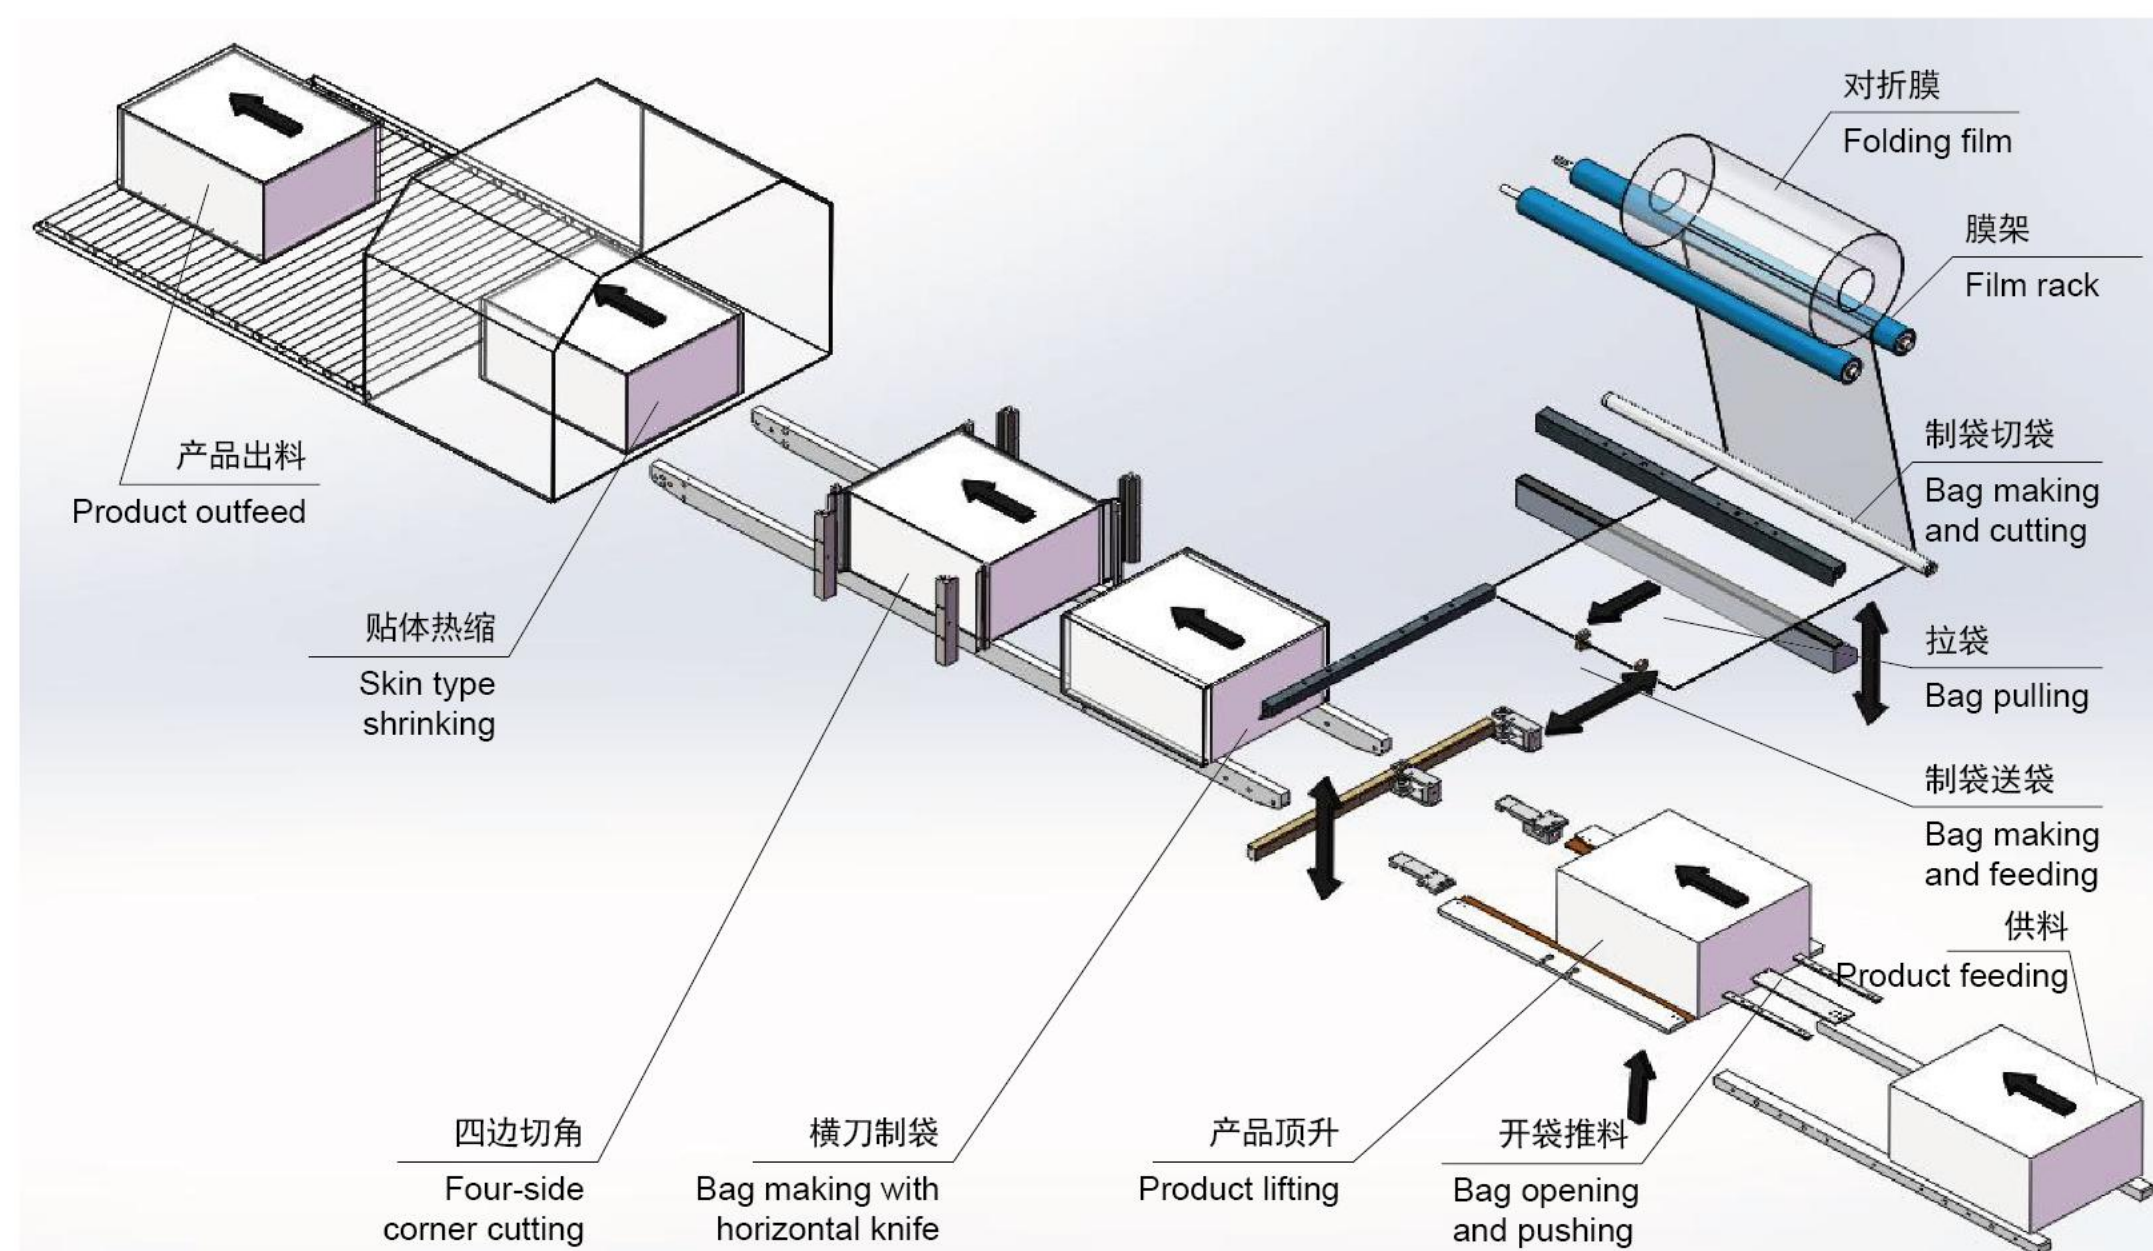 对折膜
Folding film
膜架
Film rack
制袋切袋
Bag making
and cutting
拉袋
Bag pulling
制袋送袋
Bag making
and feeding
供料
Product feeding
产品出料
Product outfeed
贴体热缩
Skin type
shrinking
四边切角
Four-side
corner cutting
横刀制袋
Bag making with
horizontal knife
产品顶升
Product lifting
开袋推料
Bag opening
and pushing